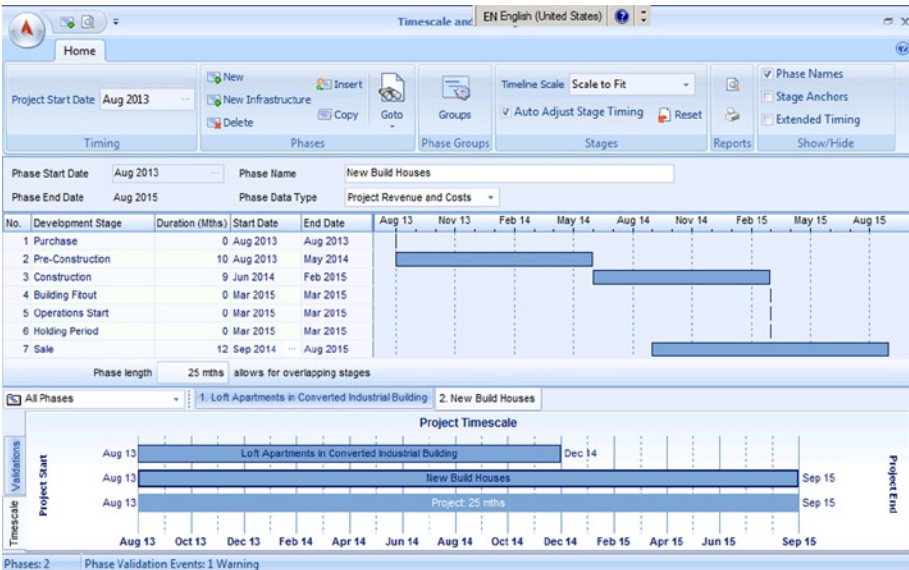 Timescale and
EN English (United States)
Home
Project Start Date Aug 2013
Timing
New
New Infrastructure
Delete
Insert
Copy
Goto
Phases
Groups
Phase Groups
Timeline Scale Scale to Fit
Auto Adjust Stage Timing Reset
Stages
Reports
Phase Names
Stage Anchors
Extended Timing
Show/Hide
Phase Start Date Aug 2013 Phase Name New Build Houses
Phase End Date Aug 2015 Phase Data Type Project Revenue and Costs
No. Development Stage Duration (Mths) Start Date End Date Aug 13 Nov 13 Feb 14 May 14 Aug 14 Nov 14 Feb 15 May 15 Aug 15
1 Purchase 0 Aug 2013 Aug 2013
2 Pre-Construction 10 Aug 2013 May 2014
3 Construction 9 Jun 2014 Feb 2015
4 Building Fitout 0 Mar 2015 Mar 2015
5 Operations Start 0 Mar 2015 Mar 2015
6 Holding Period 0 Mar 2015 Mar 2015
7 Sale 12 Sep 2014 ... Aug 2015
Phase length 25 mths allows for overlapping stages
All Phases 1. Loft Apartments in Converted Industrial Building 2. New Build Houses
Project Timescale
Validations
Timescale
Project Start
Aug 13 Loft Apartments in Converted Industrial Building Dec 14
Aug 13 New Build Houses Sep 15
Aug 13 Project: 25 mths Sep 15
Project End
Aug 13 Oct 13 Dec 13 Feb 14 Apr 14 Jun 14 Aug 14 Oct 14 Dec 14 Feb 15 Apr 15 Jun 15 Sep 15
Phases: 2 Phase Validation Events: 1 Warning